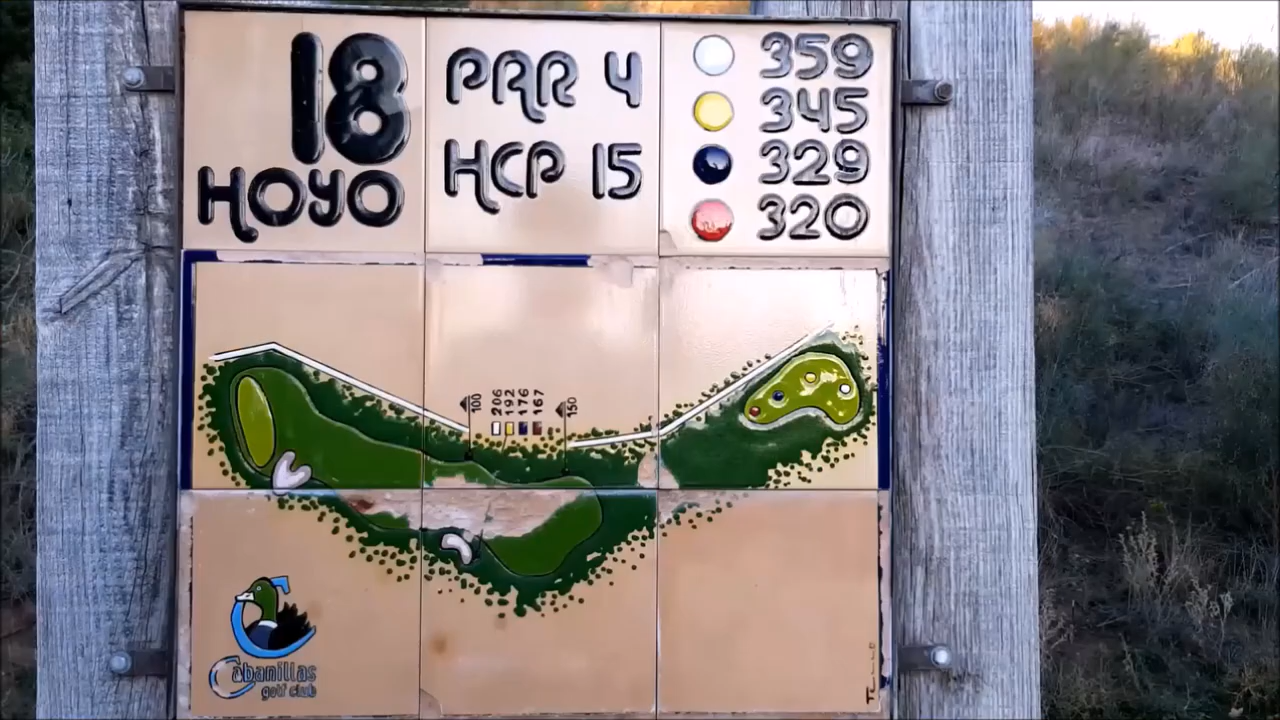 18
HOYO
PAR 4
HCP 15
359
345
329
320
100
206
192
176
167
150
Cabanillas
golf club